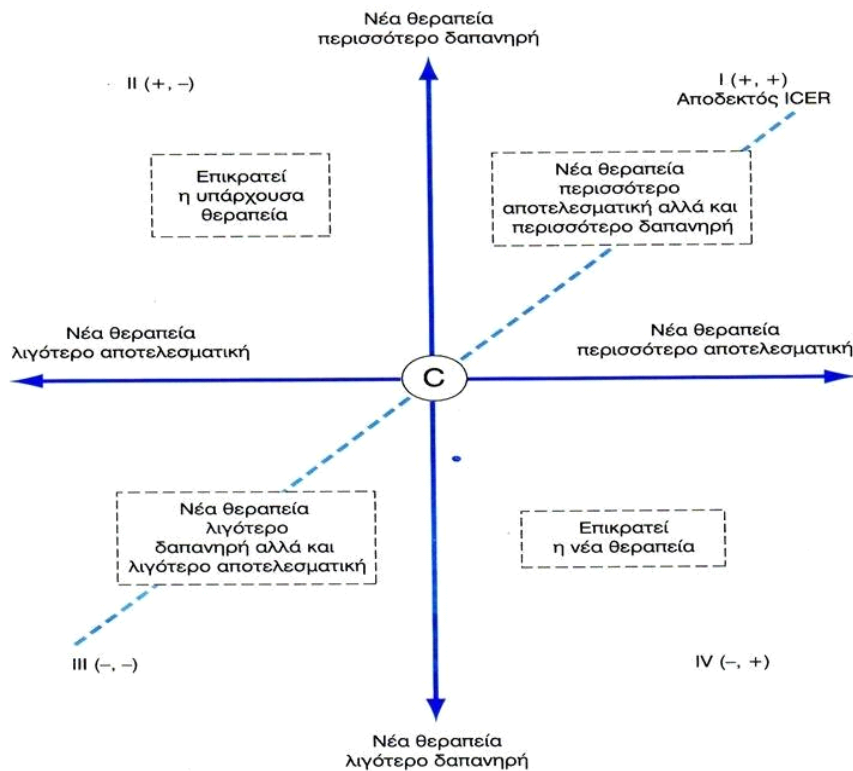 Νέα θεραπεία
περισσότερο δαπανηρή
II (+, –)
I (+, +)
Αποδεκτός ICER
Επικρατεί
η υπάρχουσα
θεραπεία
Νέα θεραπεία
περισσότερο
αποτελεσματική αλλά και
περισσότερο δαπανηρή
Νέα θεραπεία
λιγότερο αποτελεσματική
Νέα θεραπεία
περισσότερο αποτελεσματική
C
Νέα θεραπεία
λιγότερο
δαπανηρή αλλά και
λιγότερο αποτελεσματική
Επικρατεί
η νέα θεραπεία
III (–, –)
IV (–, +)
Νέα θεραπεία
λιγότερο δαπανηρή